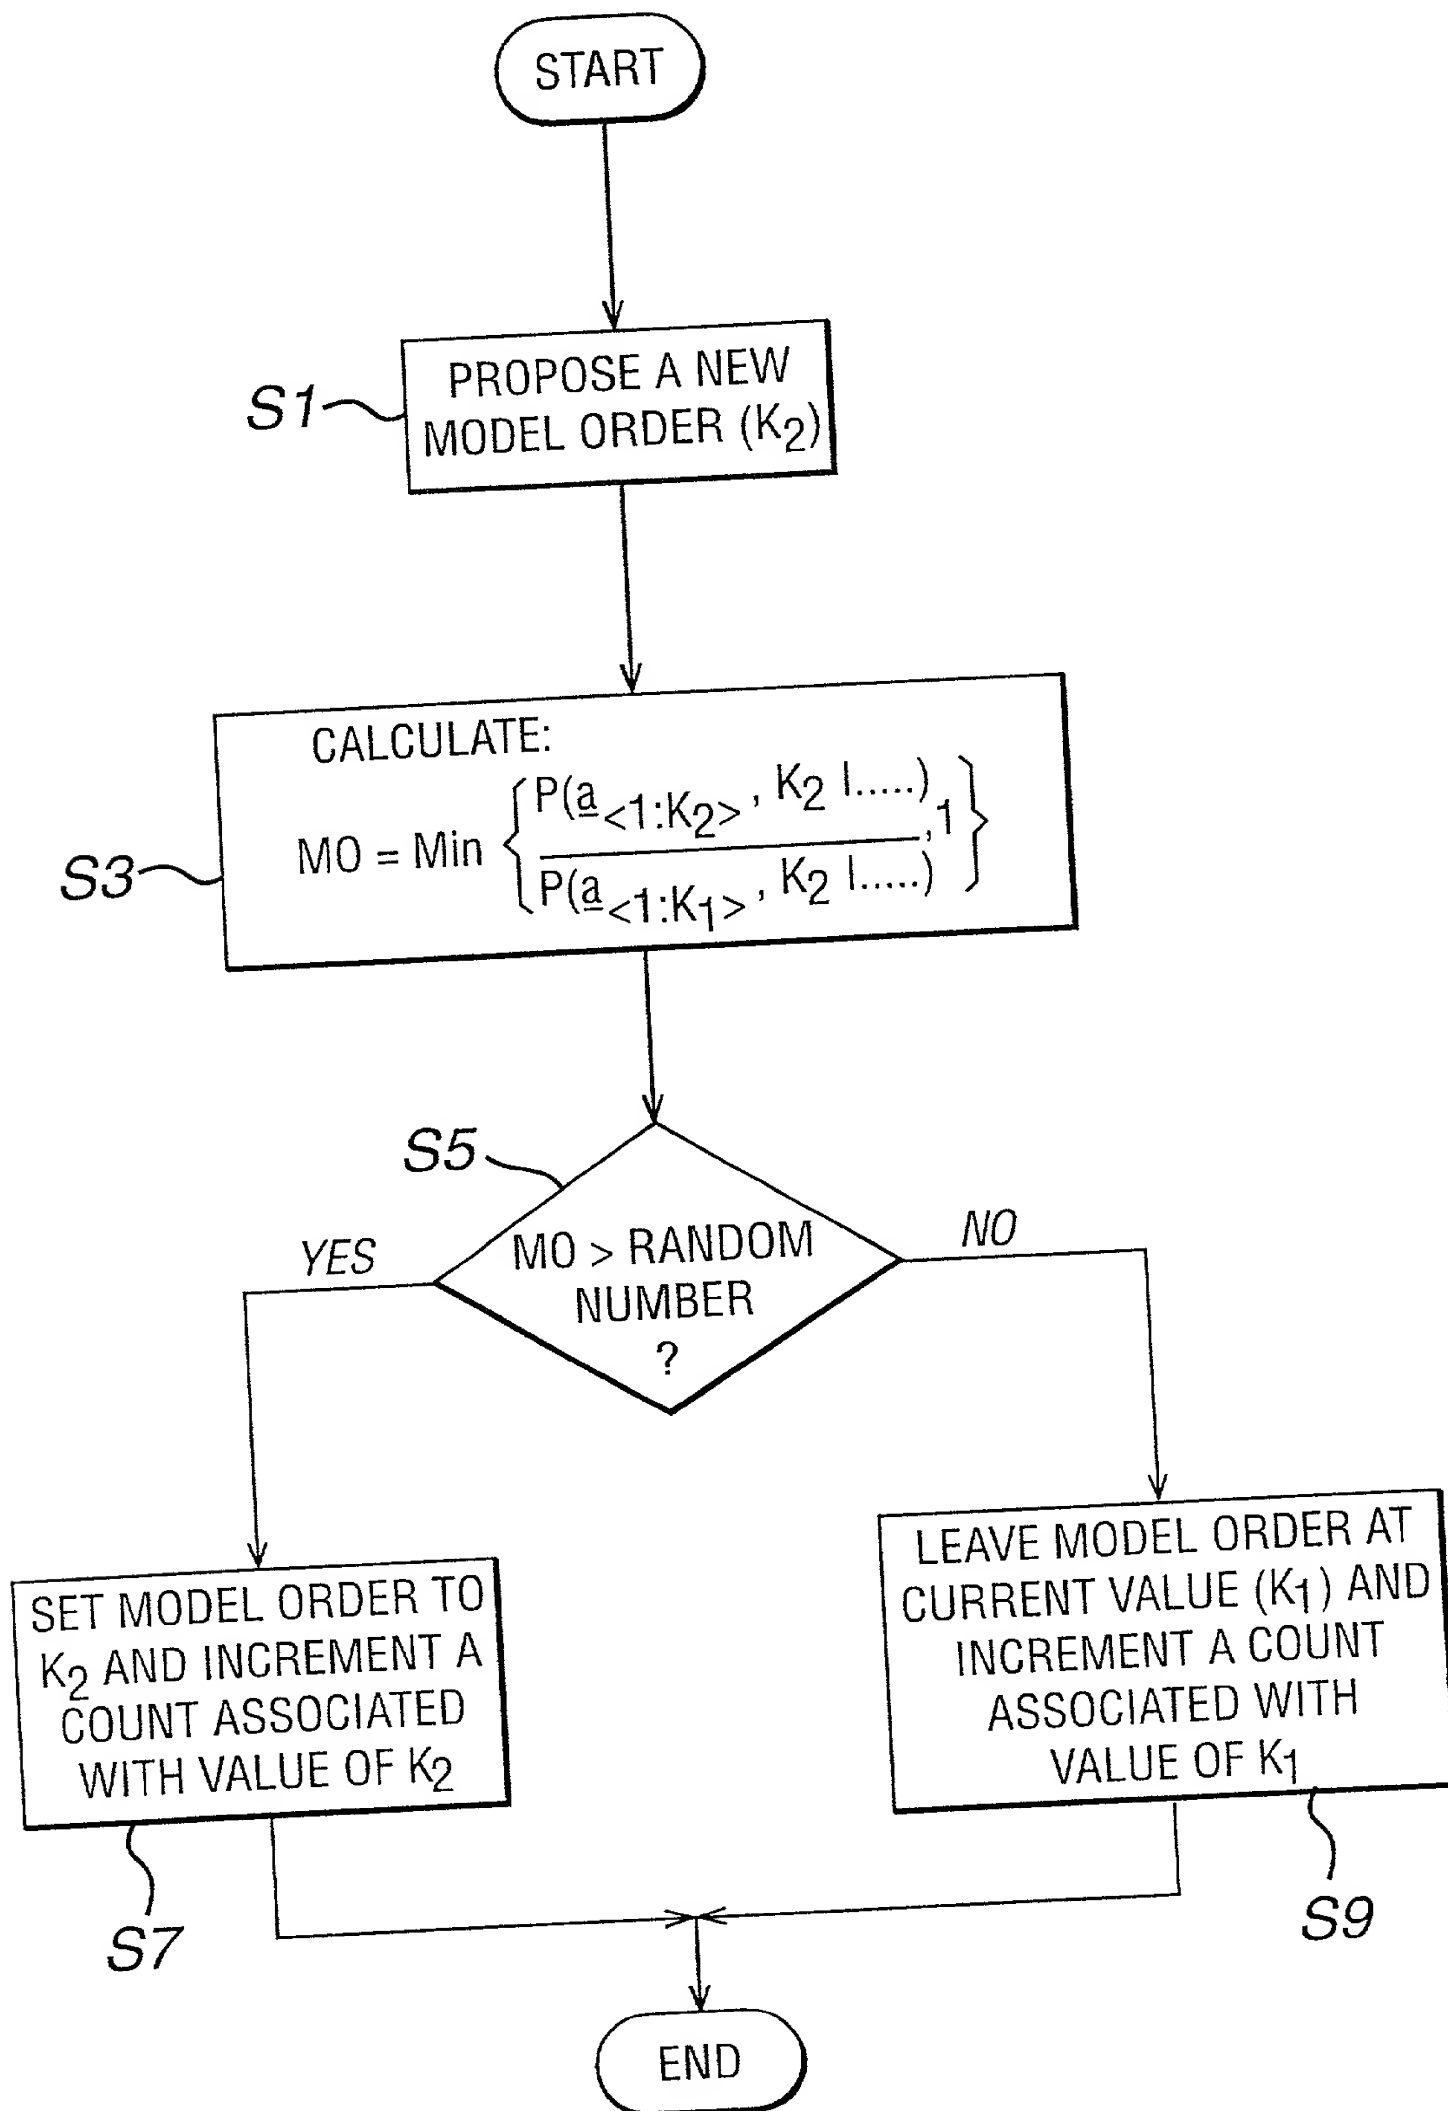 START
S1
PROPOSE A NEW
MODEL ORDER (K2)
S3
CALCULATE:
MO = Min { P(a<1:K2> , K2 I.....) / P(a<1:K1> , K2 I.....) , 1 }
S5
MO > RANDOM
NUMBER
?
YES
NO
SET MODEL ORDER TO
K2 AND INCREMENT A
COUNT ASSOCIATED
WITH VALUE OF K2
S7
LEAVE MODEL ORDER AT
CURRENT VALUE (K1) AND
INCREMENT A COUNT
ASSOCIATED WITH
VALUE OF K1
S9
END